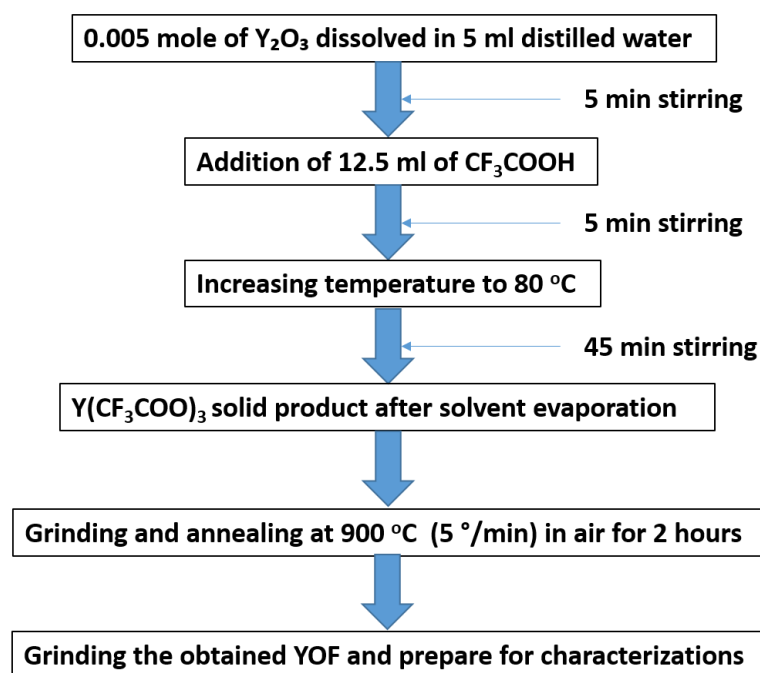 0.005 mole of Y₂O₃ dissolved in 5 ml distilled water
5 min stirring
Addition of 12.5 ml of CF₃COOH
5 min stirring
Increasing temperature to 80 °C
45 min stirring
Y(CF₃COO)₃ solid product after solvent evaporation
Grinding and annealing at 900 °C (5 °/min) in air for 2 hours
Grinding the obtained YOF and prepare for characterizations